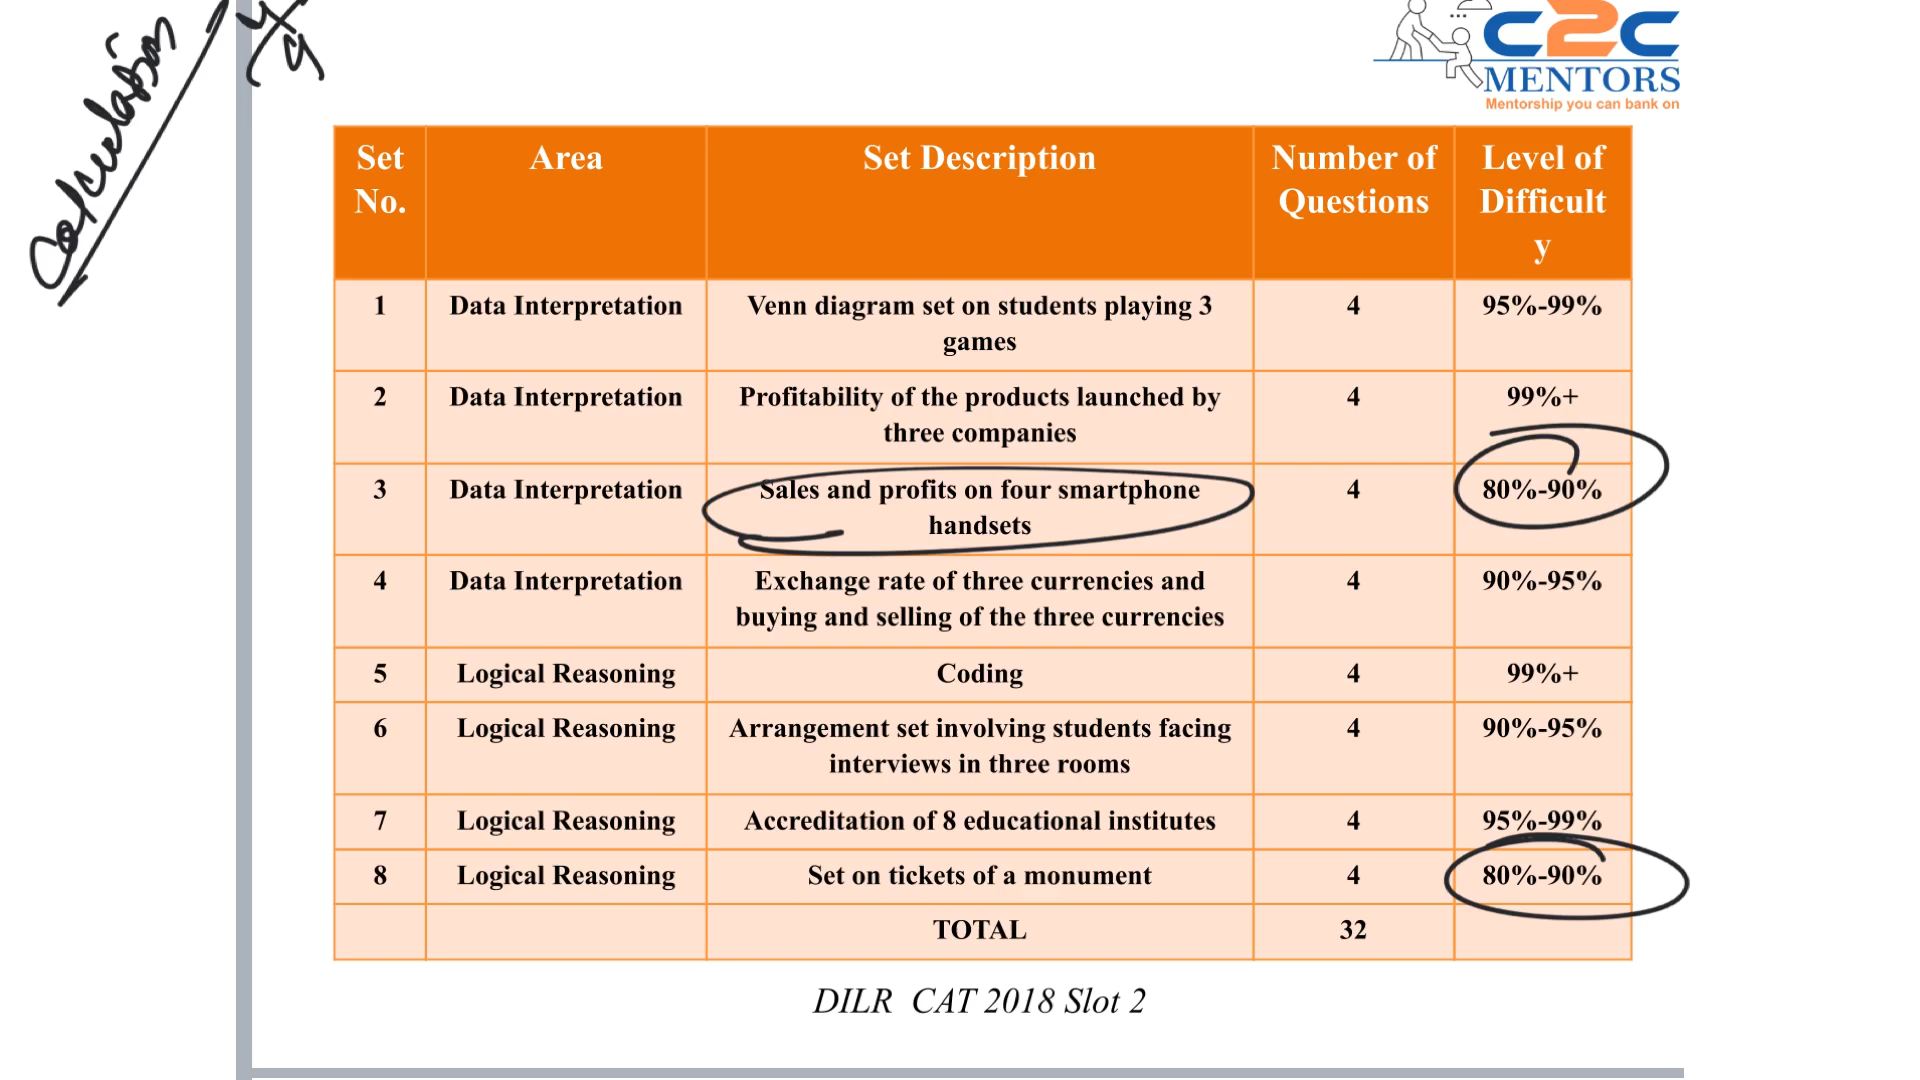 Calculation
C2C
MENTORS
Mentorship you can bank on
Set No. Area Set Description Number of Questions Level of Difficulty
1 Data Interpretation Venn diagram set on students playing 3 games 4 95%-99%
2 Data Interpretation Profitability of the products launched by three companies 4 99%+
3 Data Interpretation Sales and profits on four smartphone handsets 4 80%-90%
4 Data Interpretation Exchange rate of three currencies and buying and selling of the three currencies 4 90%-95%
5 Logical Reasoning Coding 4 99%+
6 Logical Reasoning Arrangement set involving students facing interviews in three rooms 4 90%-95%
7 Logical Reasoning Accreditation of 8 educational institutes 4 95%-99%
8 Logical Reasoning Set on tickets of a monument 4 80%-90%
TOTAL 32
DILR CAT 2018 Slot 2